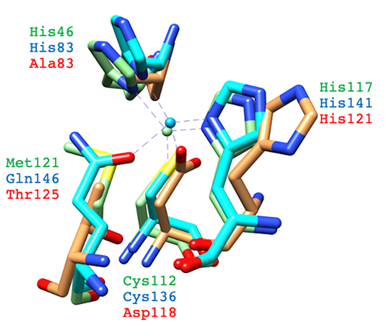 His46
His83
Ala83
His117
His141
His121
Met121
Gln146
Thr125
Cys112
Cys136
Asp118